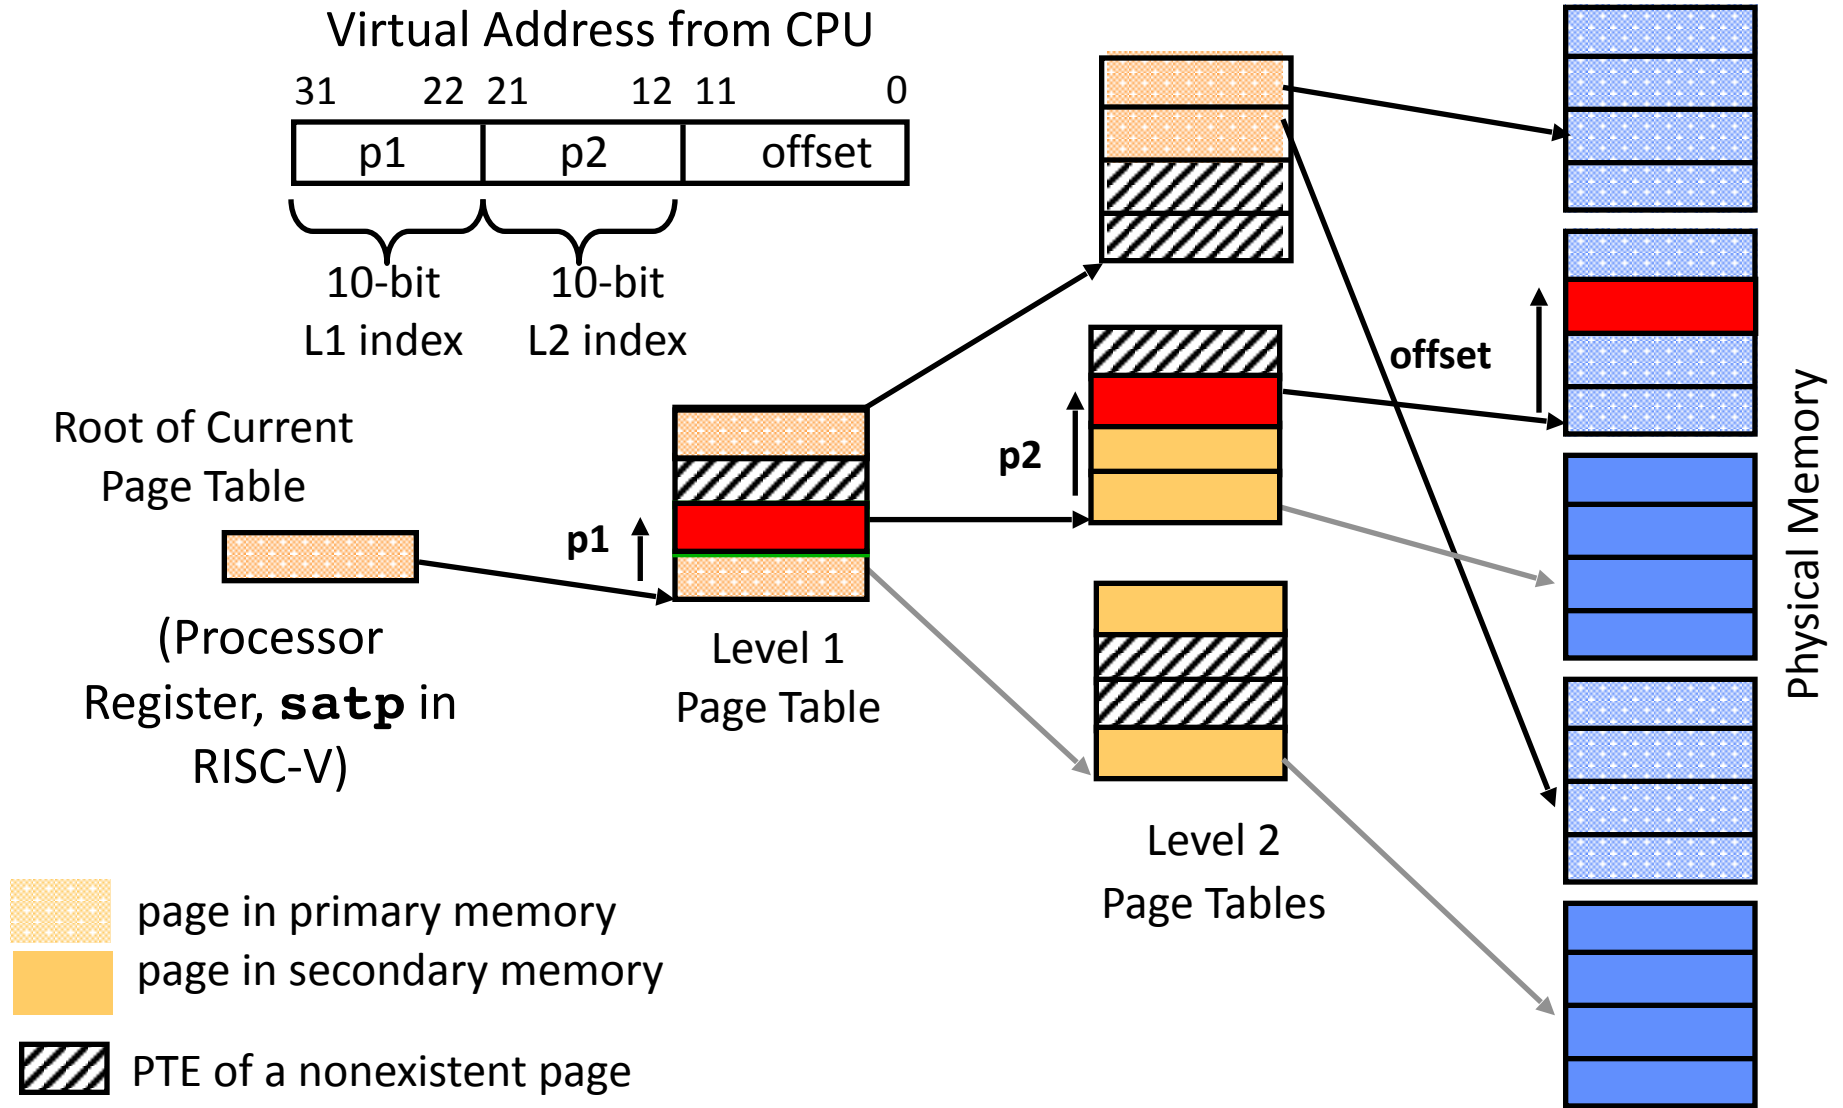 Virtual Address from CPU
31 22 21 12 11 0
p1 p2 offset
10-bit
L1 index
10-bit
L2 index
Root of Current
Page Table
(Processor
Register, satp in
RISC-V)
p1
Level 1
Page Table
p2
Level 2
Page Tables
offset
Physical Memory
page in primary memory
page in secondary memory
PTE of a nonexistent page